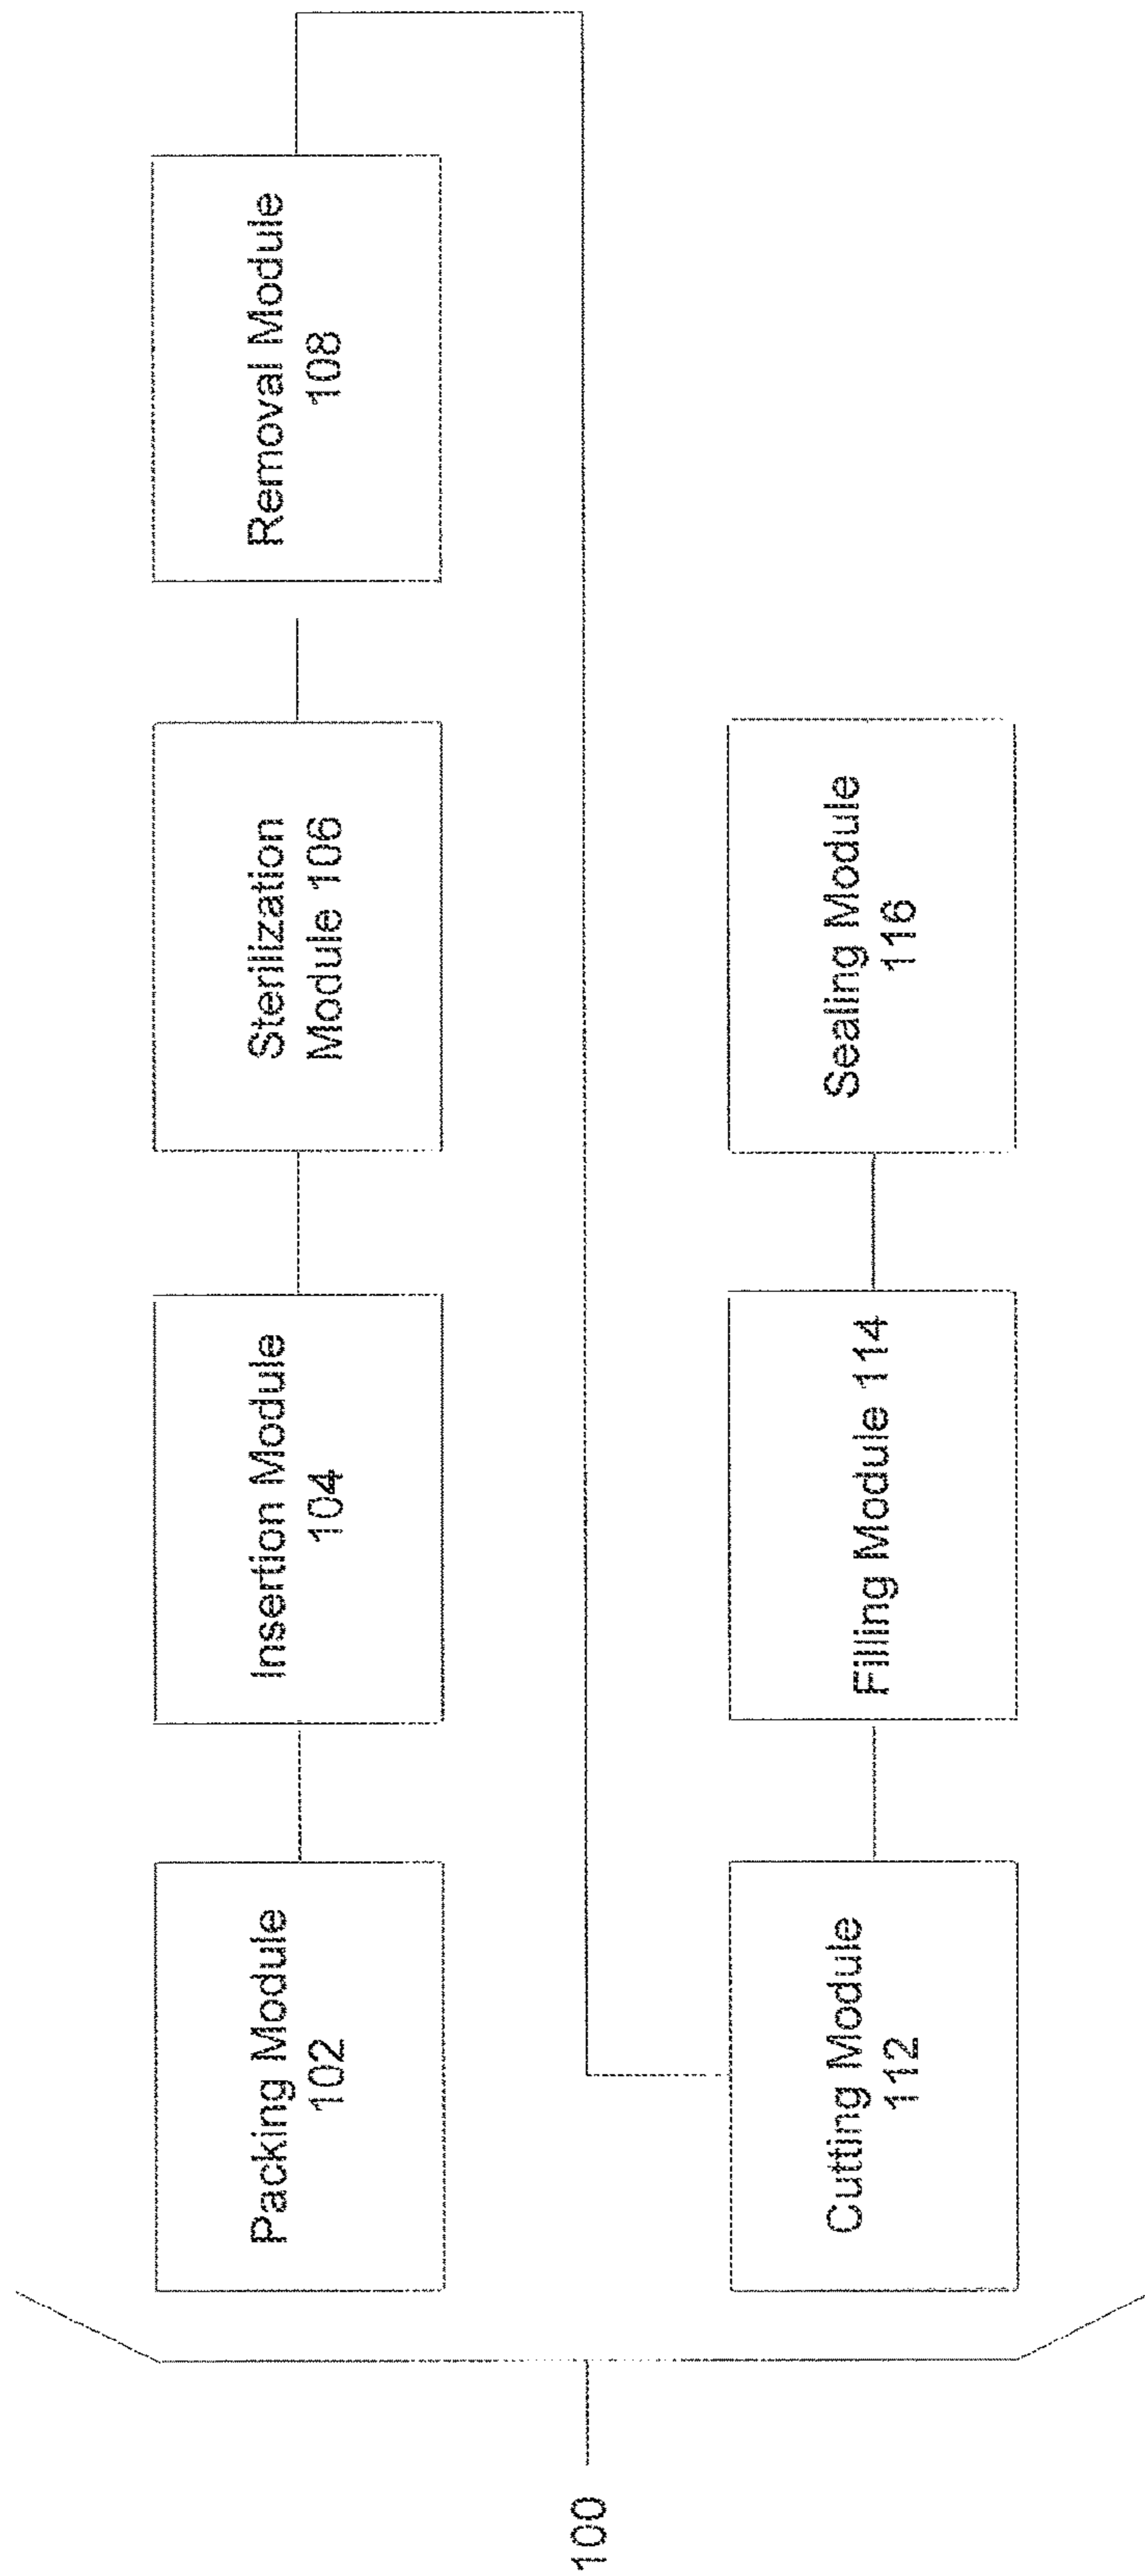 Packing Module
102
Insertion Module
104
Sterilization
Module 106
Removal Module
108
Cutting Module
112
Filling Module 114
Sealing Module
116
100